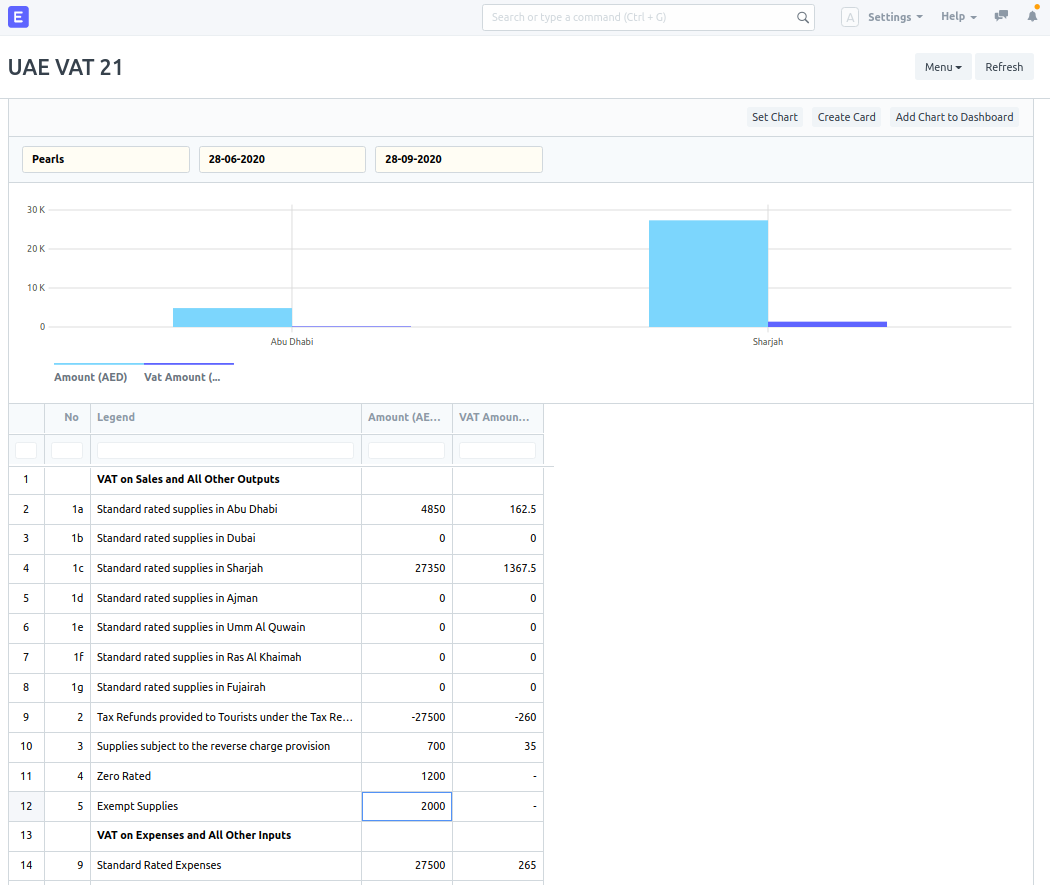 E
Search or type a command (Ctrl + G)
A
Settings
Help
UAE VAT 21
Menu
Refresh
Set Chart
Create Card
Add Chart to Dashboard
Pearls
28-06-2020
28-09-2020
30 K
20 K
10 K
0
Abu Dhabi
Sharjah
Amount (AED)
Vat Amount (...
No Legend Amount (AE... VAT Amoun...
1 VAT on Sales and All Other Outputs
2 1a Standard rated supplies in Abu Dhabi 4850 162.5
3 1b Standard rated supplies in Dubai 0 0
4 1c Standard rated supplies in Sharjah 27350 1367.5
5 1d Standard rated supplies in Ajman 0 0
6 1e Standard rated supplies in Umm Al Quwain 0 0
7 1f Standard rated supplies in Ras Al Khaimah 0 0
8 1g Standard rated supplies in Fujairah 0 0
9 2 Tax Refunds provided to Tourists under the Tax Re... -27500 -260
10 3 Supplies subject to the reverse charge provision 700 35
11 4 Zero Rated 1200 -
12 5 Exempt Supplies 2000 -
13 VAT on Expenses and All Other Inputs
14 9 Standard Rated Expenses 27500 265